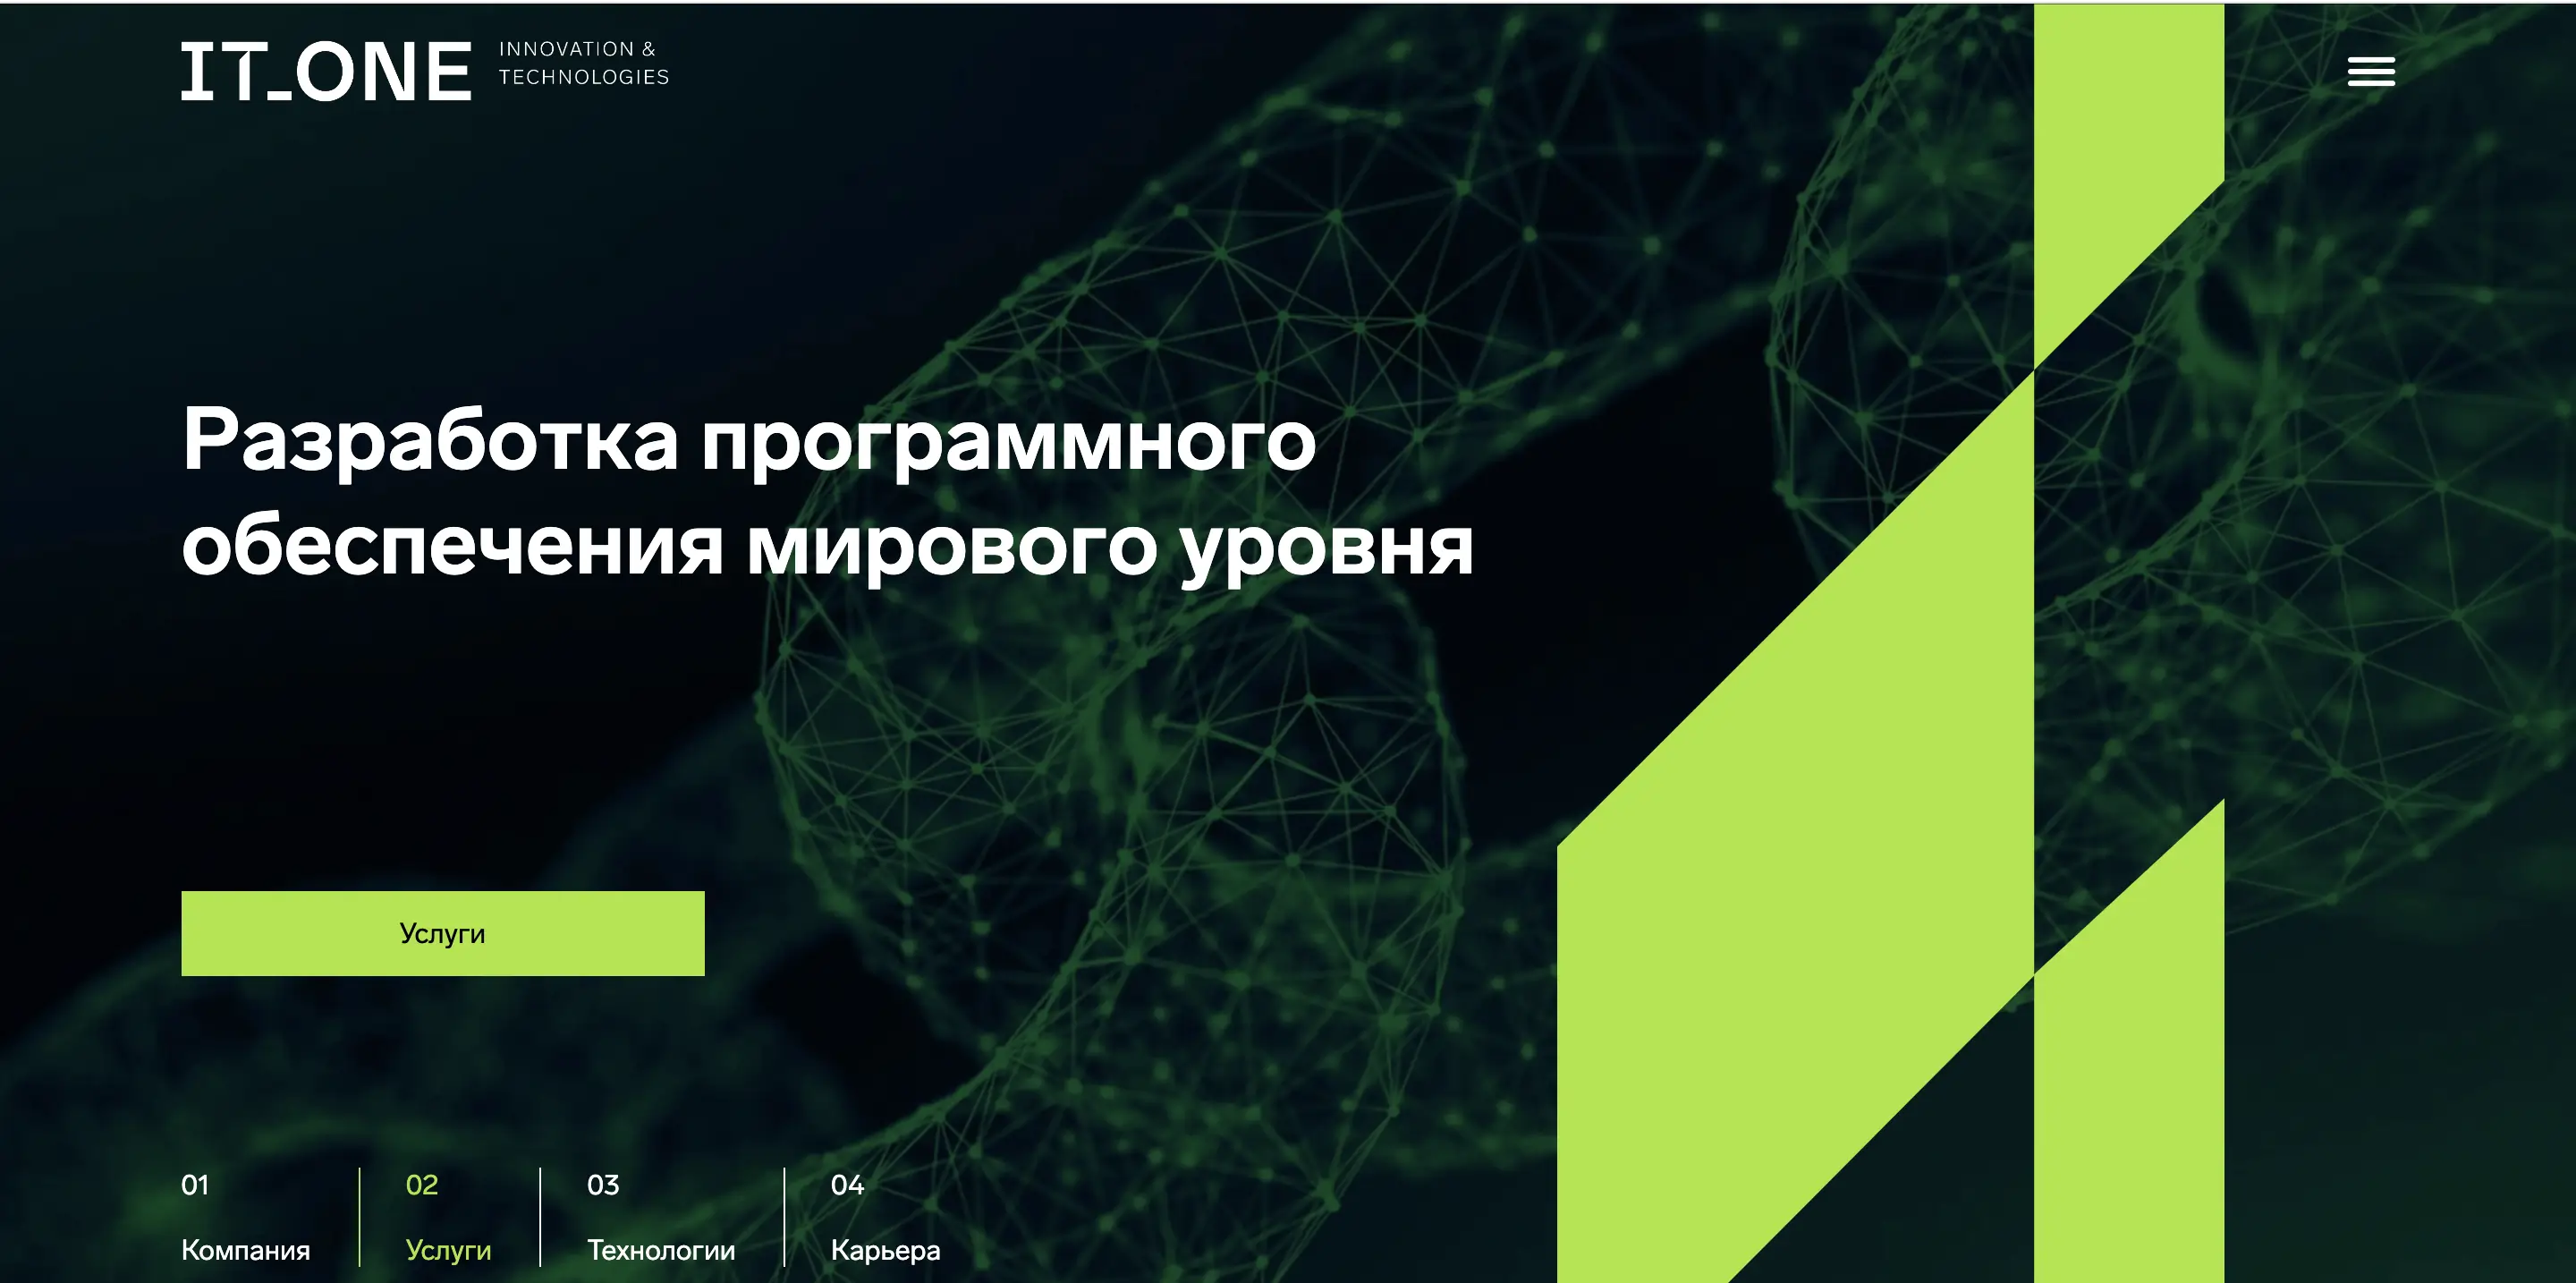 IT_ONE
INNOVATION &
TECHNOLOGIES
Разработка программного
обеспечения мирового уровня
Услуги
01
Компания
02
Услуги
03
Технологии
04
Карьера